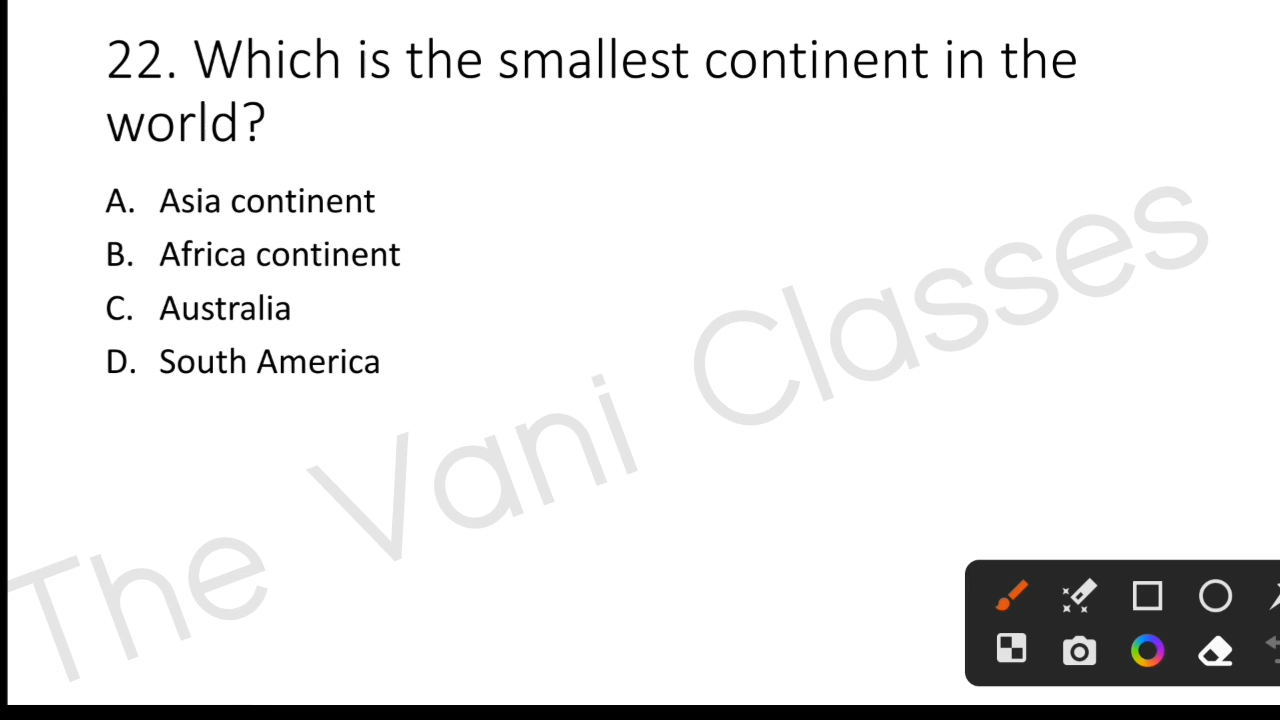 22. Which is the smallest continent in the
world?
A. Asia continent
B. Africa continent
C. Australia
D. South America
The Vani Classes